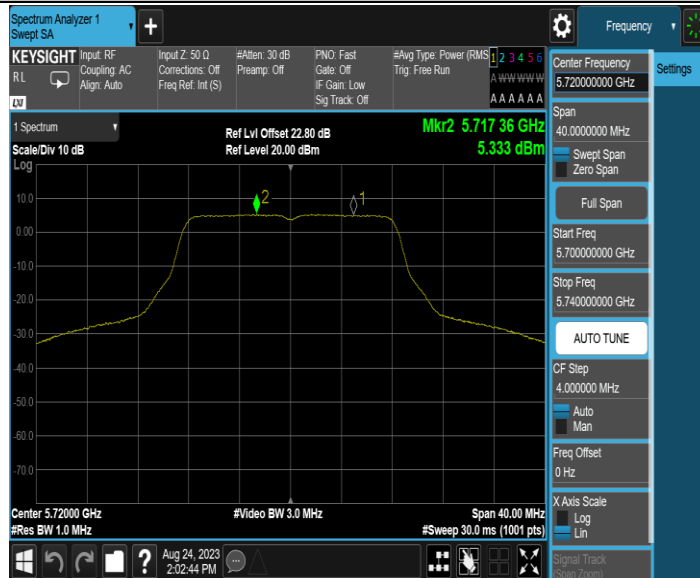 Spectrum Analyzer 1
Swept SA
+
Frequency
KEYSIGHT
RL
LXI
Input: RF
Coupling: AC
Align: Auto
Input Z: 50 Ω
Corrections: Off
Freq Ref: Int (S)
#Atten: 30 dB
Preamp: Off
PNO: Fast
Gate: Off
IF Gain: Low
Sig Track: Off
#Avg Type: Power (RMS
Trig: Free Run
1 2 3 4 5 6
A W W W W W
A A A A A A
1 Spectrum
Scale/Div 10 dB
Log
Ref Lvl Offset 22.80 dB
Ref Level 20.00 dBm
Mkr2 5.717 36 GHz
5.333 dBm
2
1
10.0
0.00
-10.0
-20.0
-30.0
-40.0
-50.0
-60.0
-70.0
Center 5.72000 GHz
#Res BW 1.0 MHz
#Video BW 3.0 MHz
Span 40.00 MHz
#Sweep 30.0 ms (1001 pts)
?
Aug 24, 2023
2:02:44 PM
Center Frequency
5.720000000 GHz
Settings
Span
40.0000000 MHz
Swept Span
Zero Span
Full Span
Start Freq
5.700000000 GHz
Stop Freq
5.740000000 GHz
AUTO TUNE
CF Step
4.000000 MHz
Auto
Man
Freq Offset
0 Hz
X Axis Scale
Log
Lin
Signal Track
(Span Zoom)